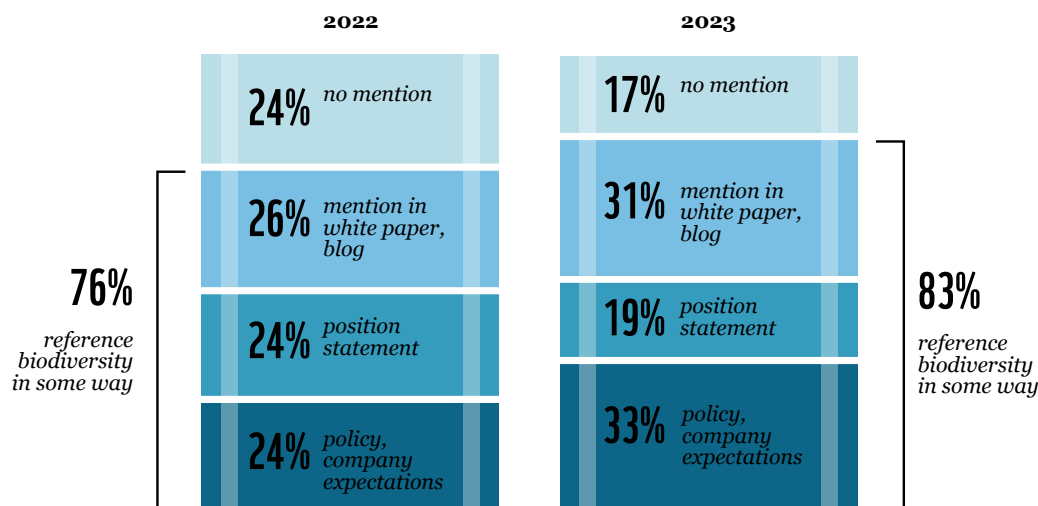 2022
24% no mention
26% mention in
white paper,
blog
24% position
statement
24% policy,
company
expectations
76%
reference
biodiversity
in some way
2023
17% no mention
31% mention in
white paper,
blog
19% position
statement
33% policy,
company
expectations
83%
reference
biodiversity
in some way